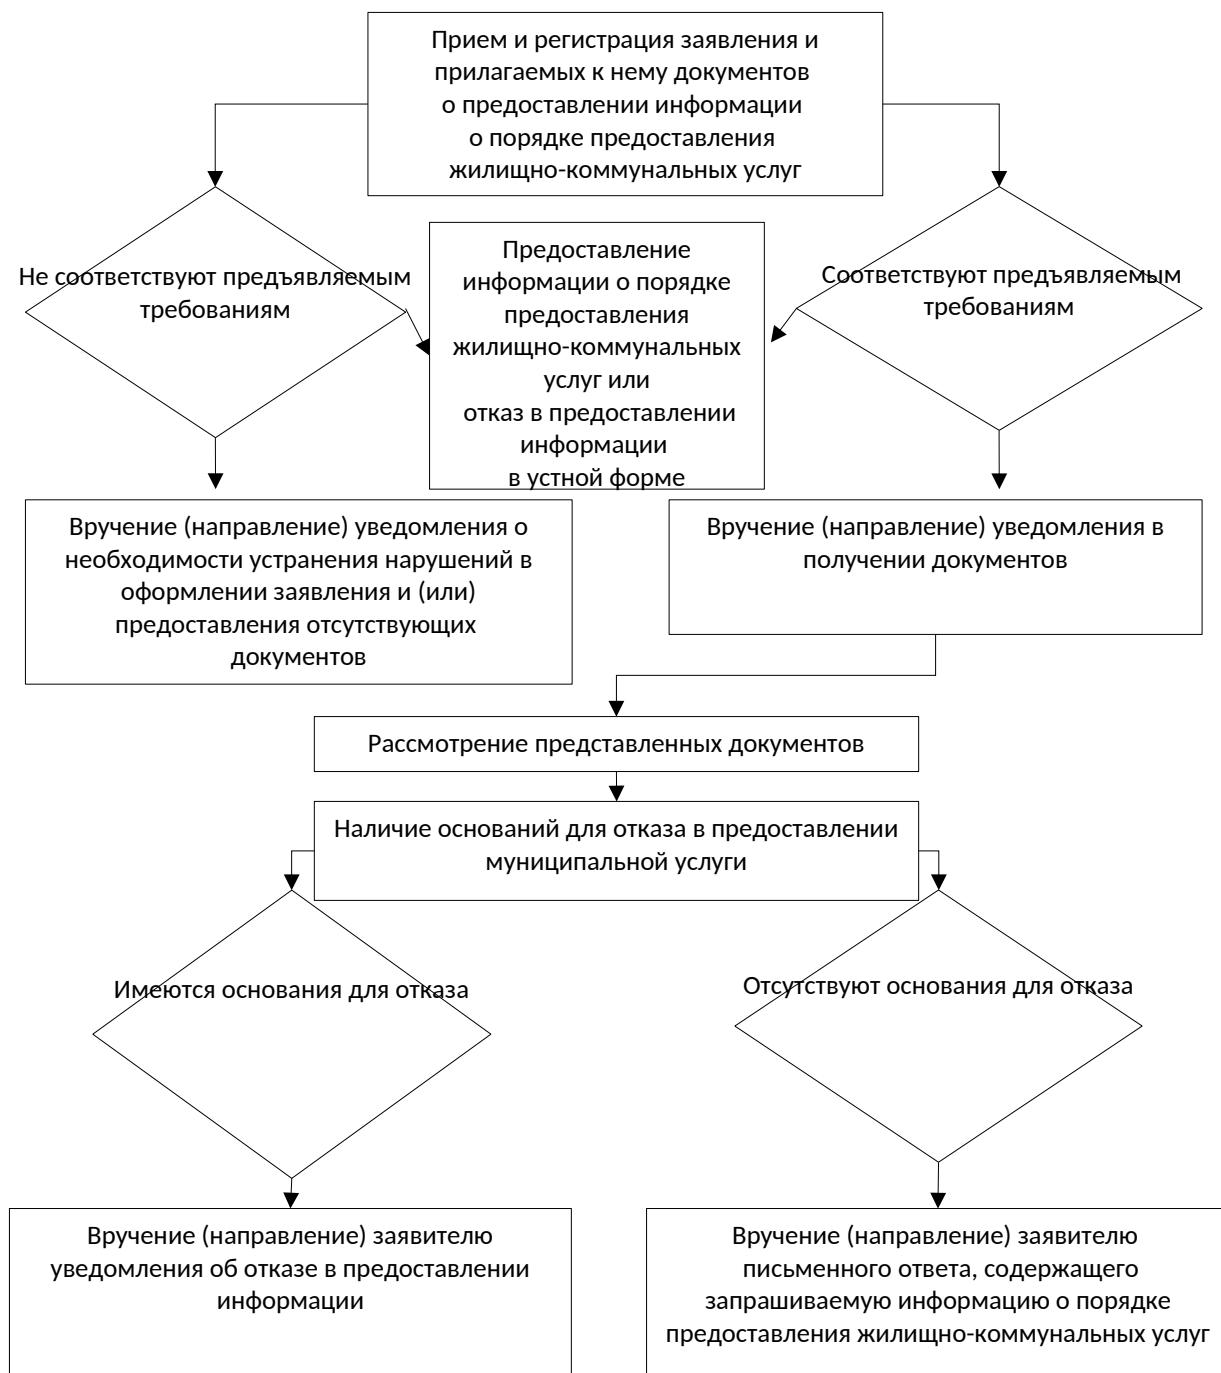 Прием и регистрация заявления и
прилагаемых к нему документов
о предоставлении информации
о порядке предоставления
жилищно-коммунальных услуг
Не соответствуют предъявляемым
требованиям
Предоставление
информации о порядке
предоставления
жилищно-коммунальных
услуг или
отказ в предоставлении
информации
в устной форме
Соответствуют предъявляемым
требованиям
Вручение (направление) уведомления о
необходимости устранения нарушений в
оформлении заявления и (или)
предоставления отсутствующих
документов
Вручение (направление) уведомления в
получении документов
Рассмотрение представленных документов
Наличие оснований для отказа в предоставлении
муниципальной услуги
Имеются основания для отказа
Отсутствуют основания для отказа
Вручение (направление) заявителю
уведомления об отказе в предоставлении
информации
Вручение (направление) заявителю
письменного ответа, содержащего
запрашиваемую информацию о порядке
предоставления жилищно-коммунальных услуг